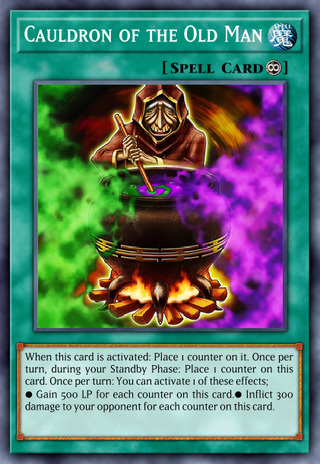 CAULDRON OF THE OLD MAN
魔
[SPELL CARD]
When this card is activated: Place 1 counter on it. Once per
turn, during your Standby Phase: Place 1 counter on this
card. Once per turn: You can activate 1 of these effects;
● Gain 500 LP for each counter on this card.● Inflict 300
damage to your opponent for each counter on this card.